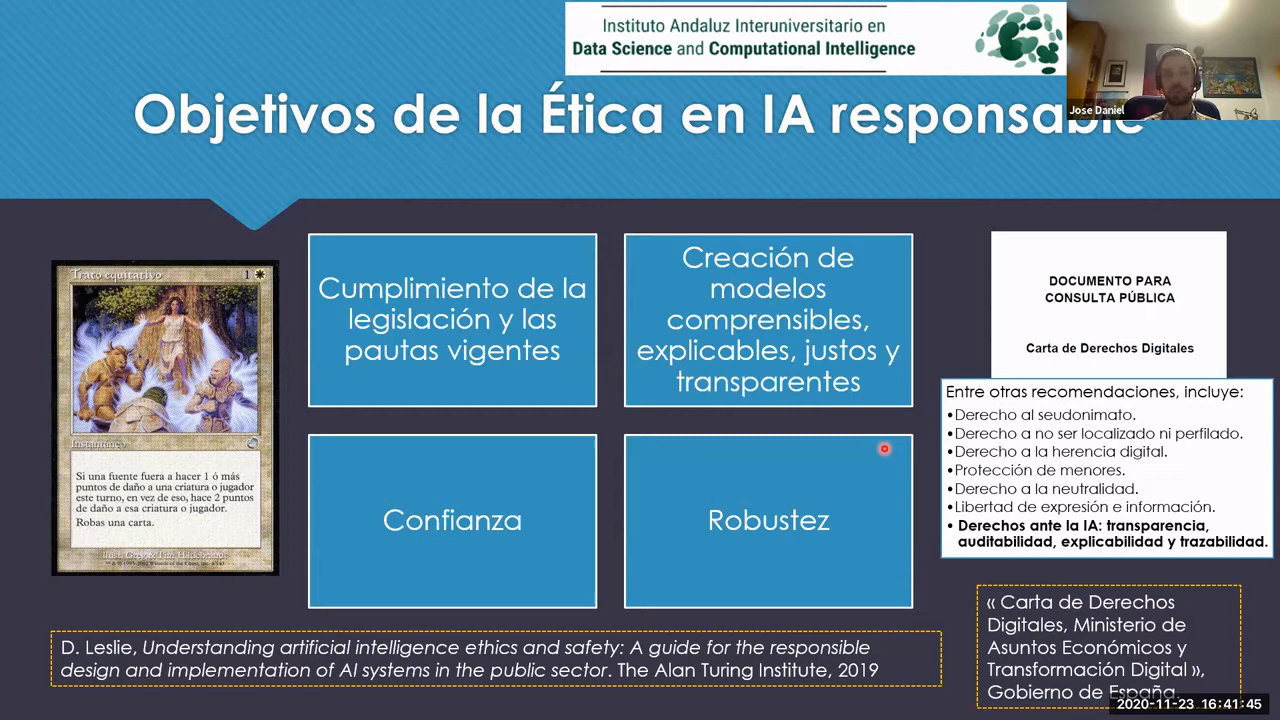 Instituto Andaluz Interuniversitario en
Data Science and Computational Intelligence
Jose Daniel
Objetivos de la Ética en IA responsable
Trato equitativo 1
Instantáneo
Si una fuente fuera a hacer 1 ó más
puntos de daño a una criatura o jugador
este turno, en vez de eso, hace 2 puntos
de daño a esa criatura o jugador.
Robas una carta.
Cumplimiento de la
legislación y las
pautas vigentes
Creación de
modelos
comprensibles,
explicables, justos y
transparentes
Confianza
Robustez
DOCUMENTO PARA
CONSULTA PÚBLICA
Carta de Derechos Digitales
Entre otras recomendaciones, incluye:
•Derecho al seudonimato.
•Derecho a no ser localizado ni perfilado.
•Derecho a la herencia digital.
•Protección de menores.
•Derecho a la neutralidad.
•Libertad de expresión e información.
• Derechos ante la IA: transparencia,
auditabilidad, explicabilidad y trazabilidad.
D. Leslie, Understanding artificial intelligence ethics and safety: A guide for the responsible
design and implementation of AI systems in the public sector. The Alan Turing Institute, 2019
« Carta de Derechos
Digitales, Ministerio de
Asuntos Económicos y
Transformación Digital »,
Gobierno de España.
2020-11-23 16:41:45